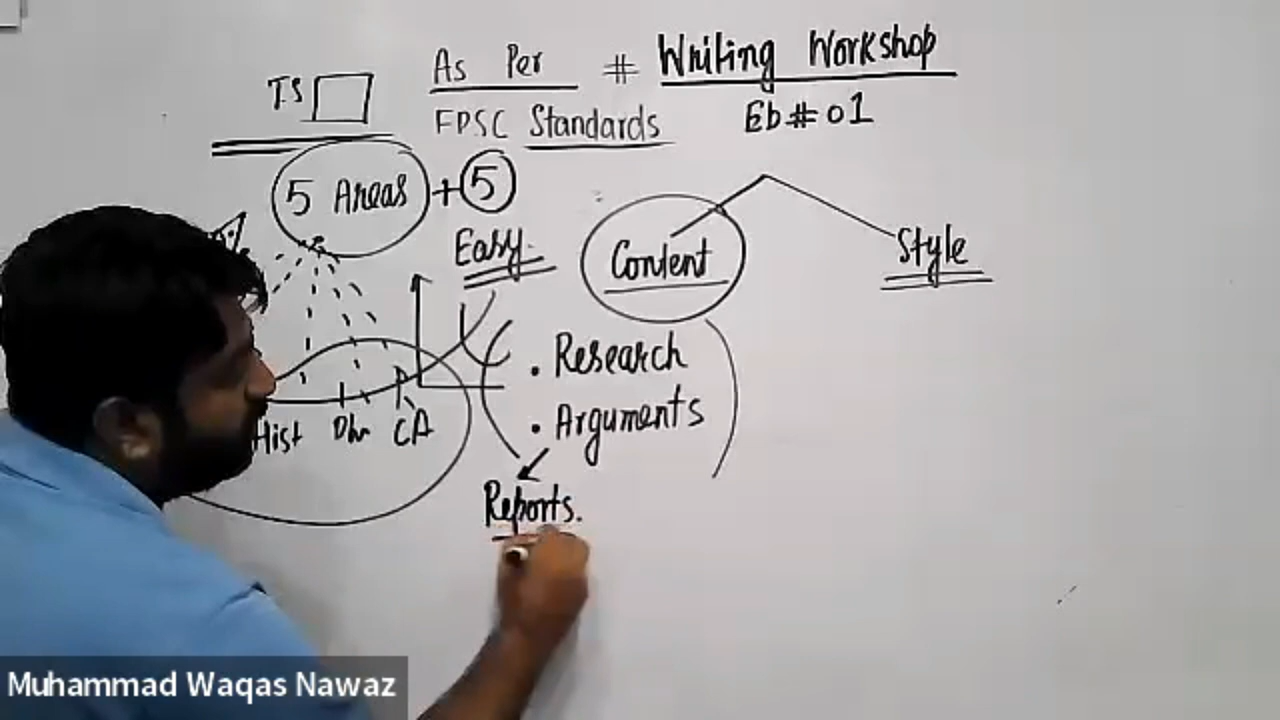 As Per # Writing Workshop
TS
FPSC Standards
Eb#01
5 Areas + 5
Easy.
Content
Style
. Research
. Arguments
Hist
CA
Reports.
Muhammad Waqas Nawaz